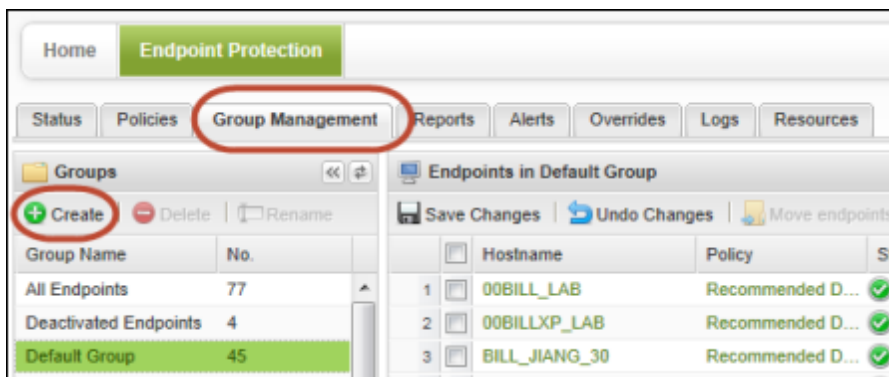 Home Endpoint Protection
Status Policies Group Management Reports Alerts Overrides Logs Resources
Groups
Create Delete Rename
Group Name No.
All Endpoints 77
Deactivated Endpoints 4
Default Group 45
Endpoints in Default Group
Save Changes Undo Changes Move endpoints
Hostname Policy S
1 00BILL_LAB Recommended D...
2 00BILLXP_LAB Recommended D...
3 BILL_JIANG_30 Recommended D...